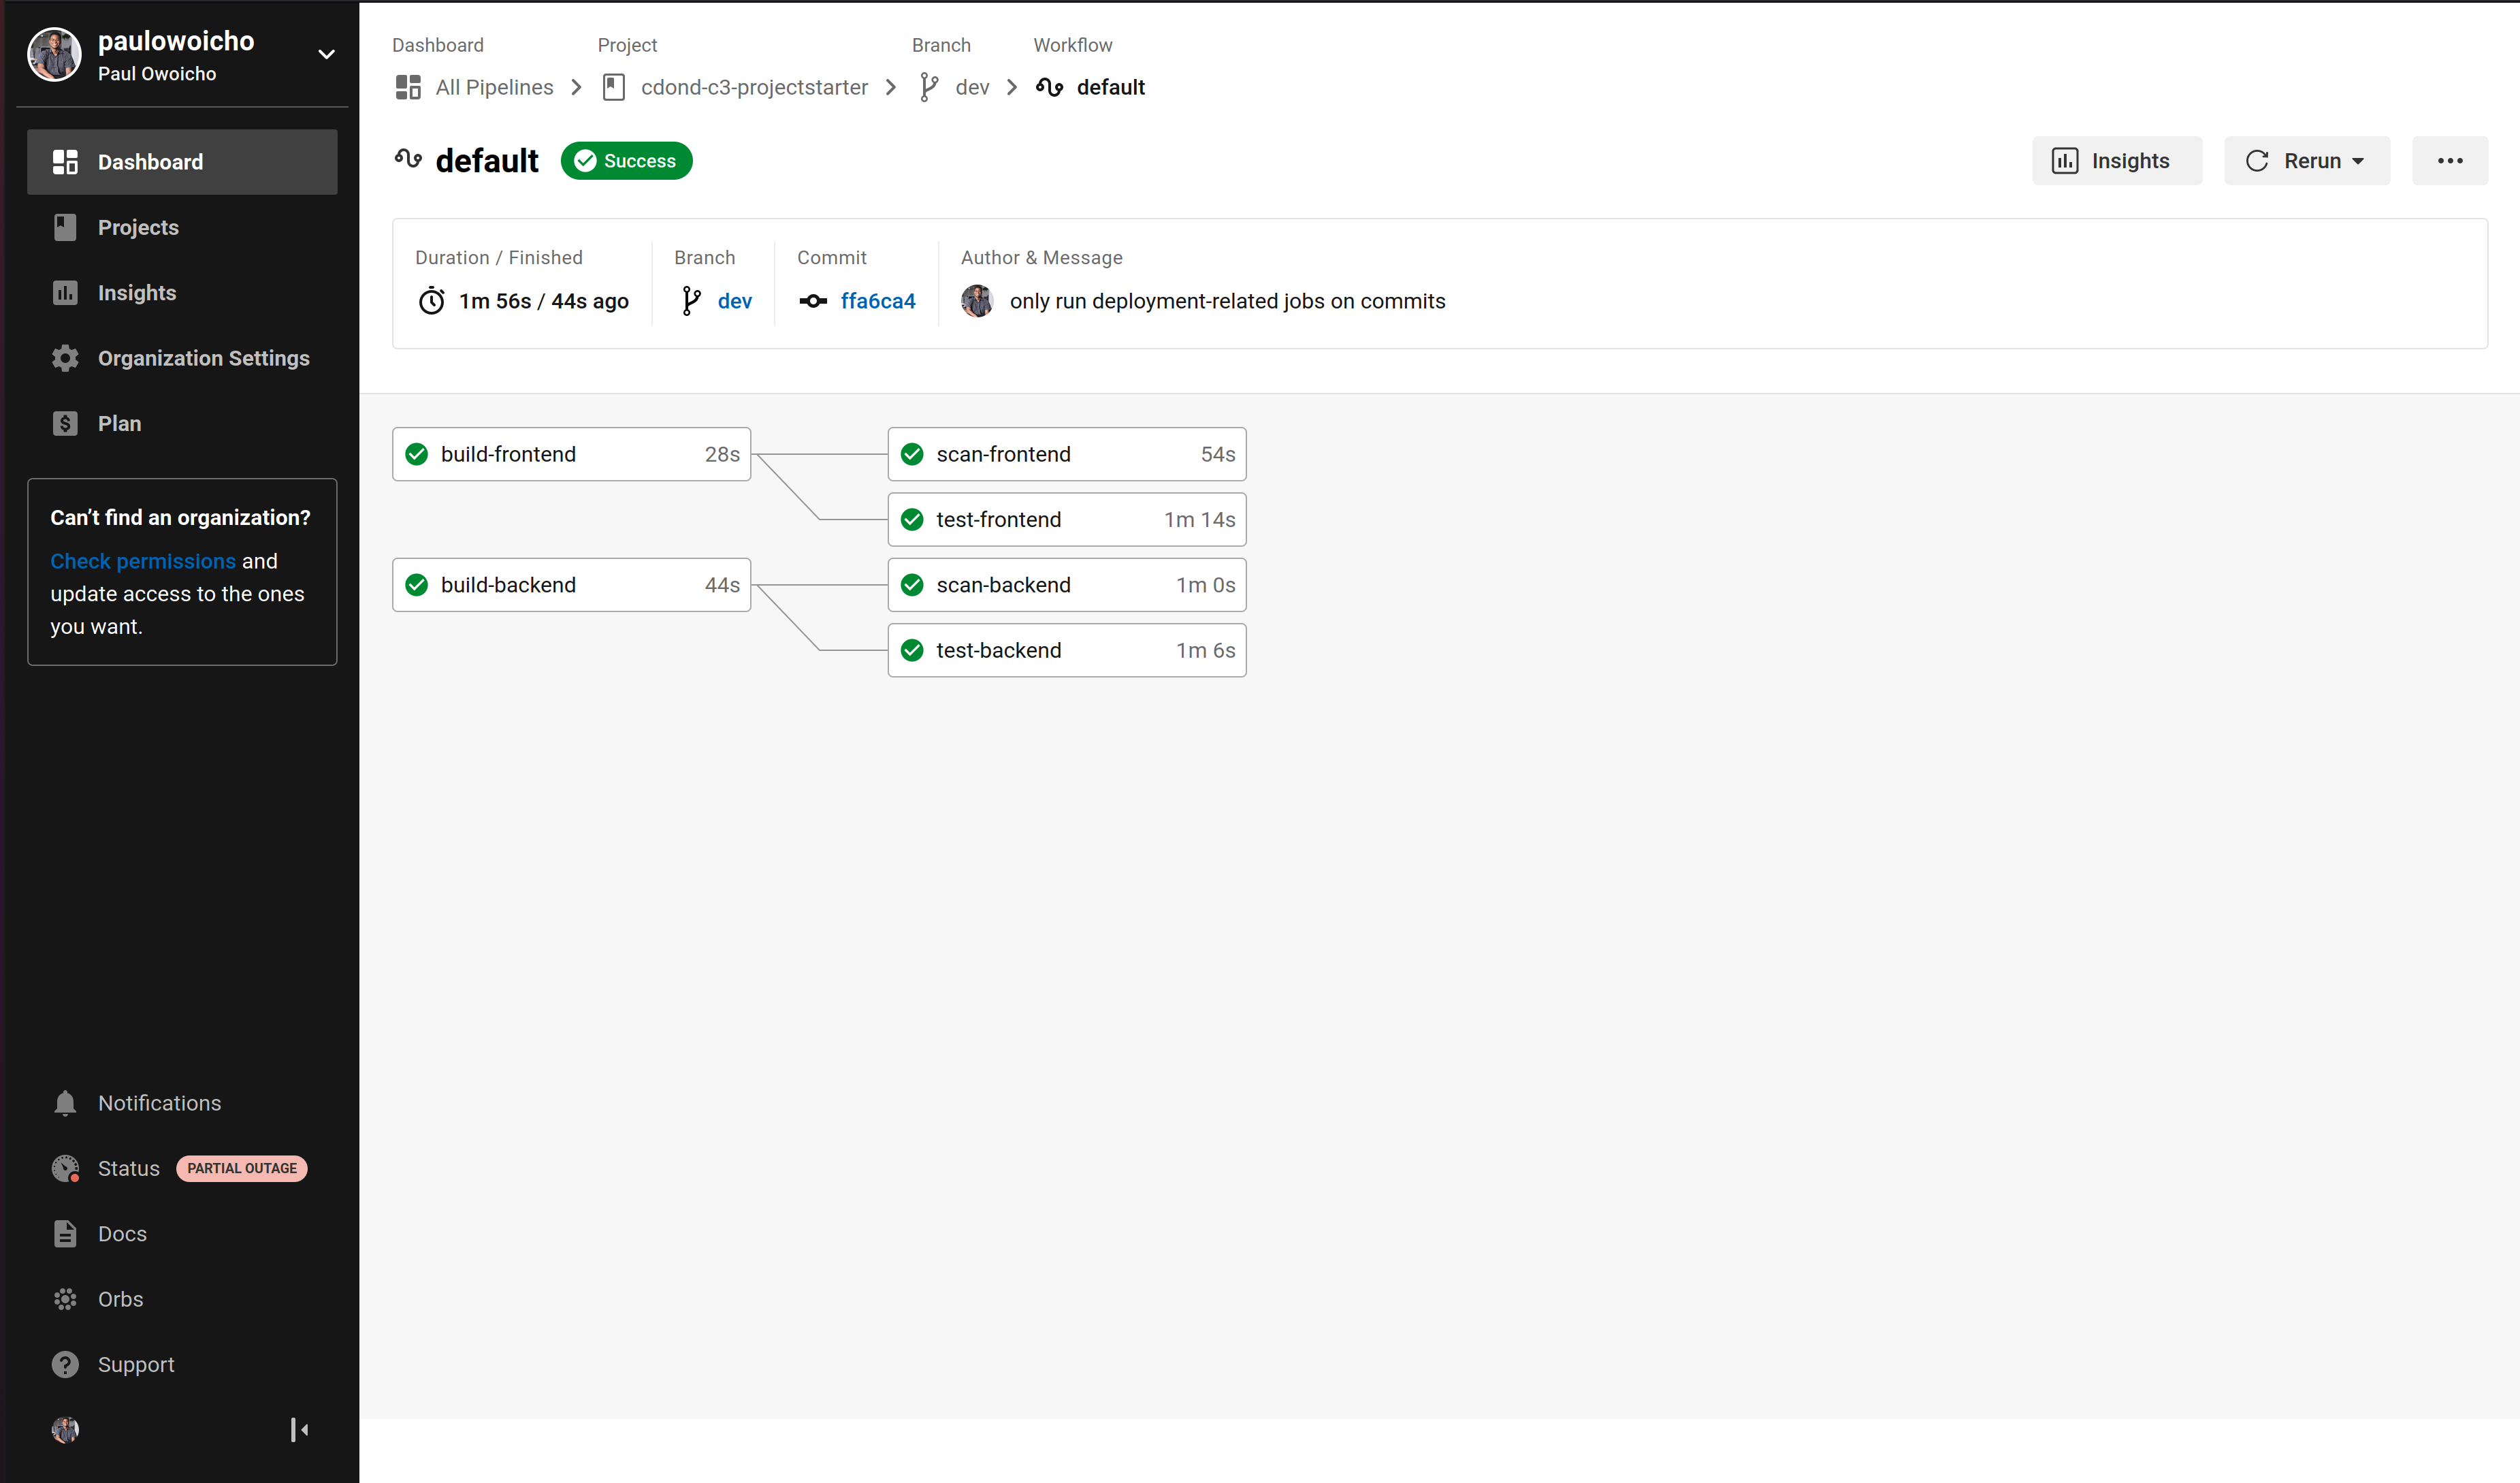 paulowoicho
Paul Owoicho
Dashboard
Projects
Insights
Organization Settings
Plan
Can’t find an organization?
Check permissions and
update access to the ones
you want.
Notifications
Status PARTIAL OUTAGE
Docs
Orbs
Support
Dashboard Project Branch Workflow
All Pipelines cdond-c3-projectstarter dev default
default Success
Insights Rerun
Duration / Finished Branch Commit Author & Message
1m 56s / 44s ago dev ffa6ca4 only run deployment-related jobs on commits
build-frontend 28s scan-frontend 54s
test-frontend 1m 14s
build-backend 44s scan-backend 1m 0s
test-backend 1m 6s